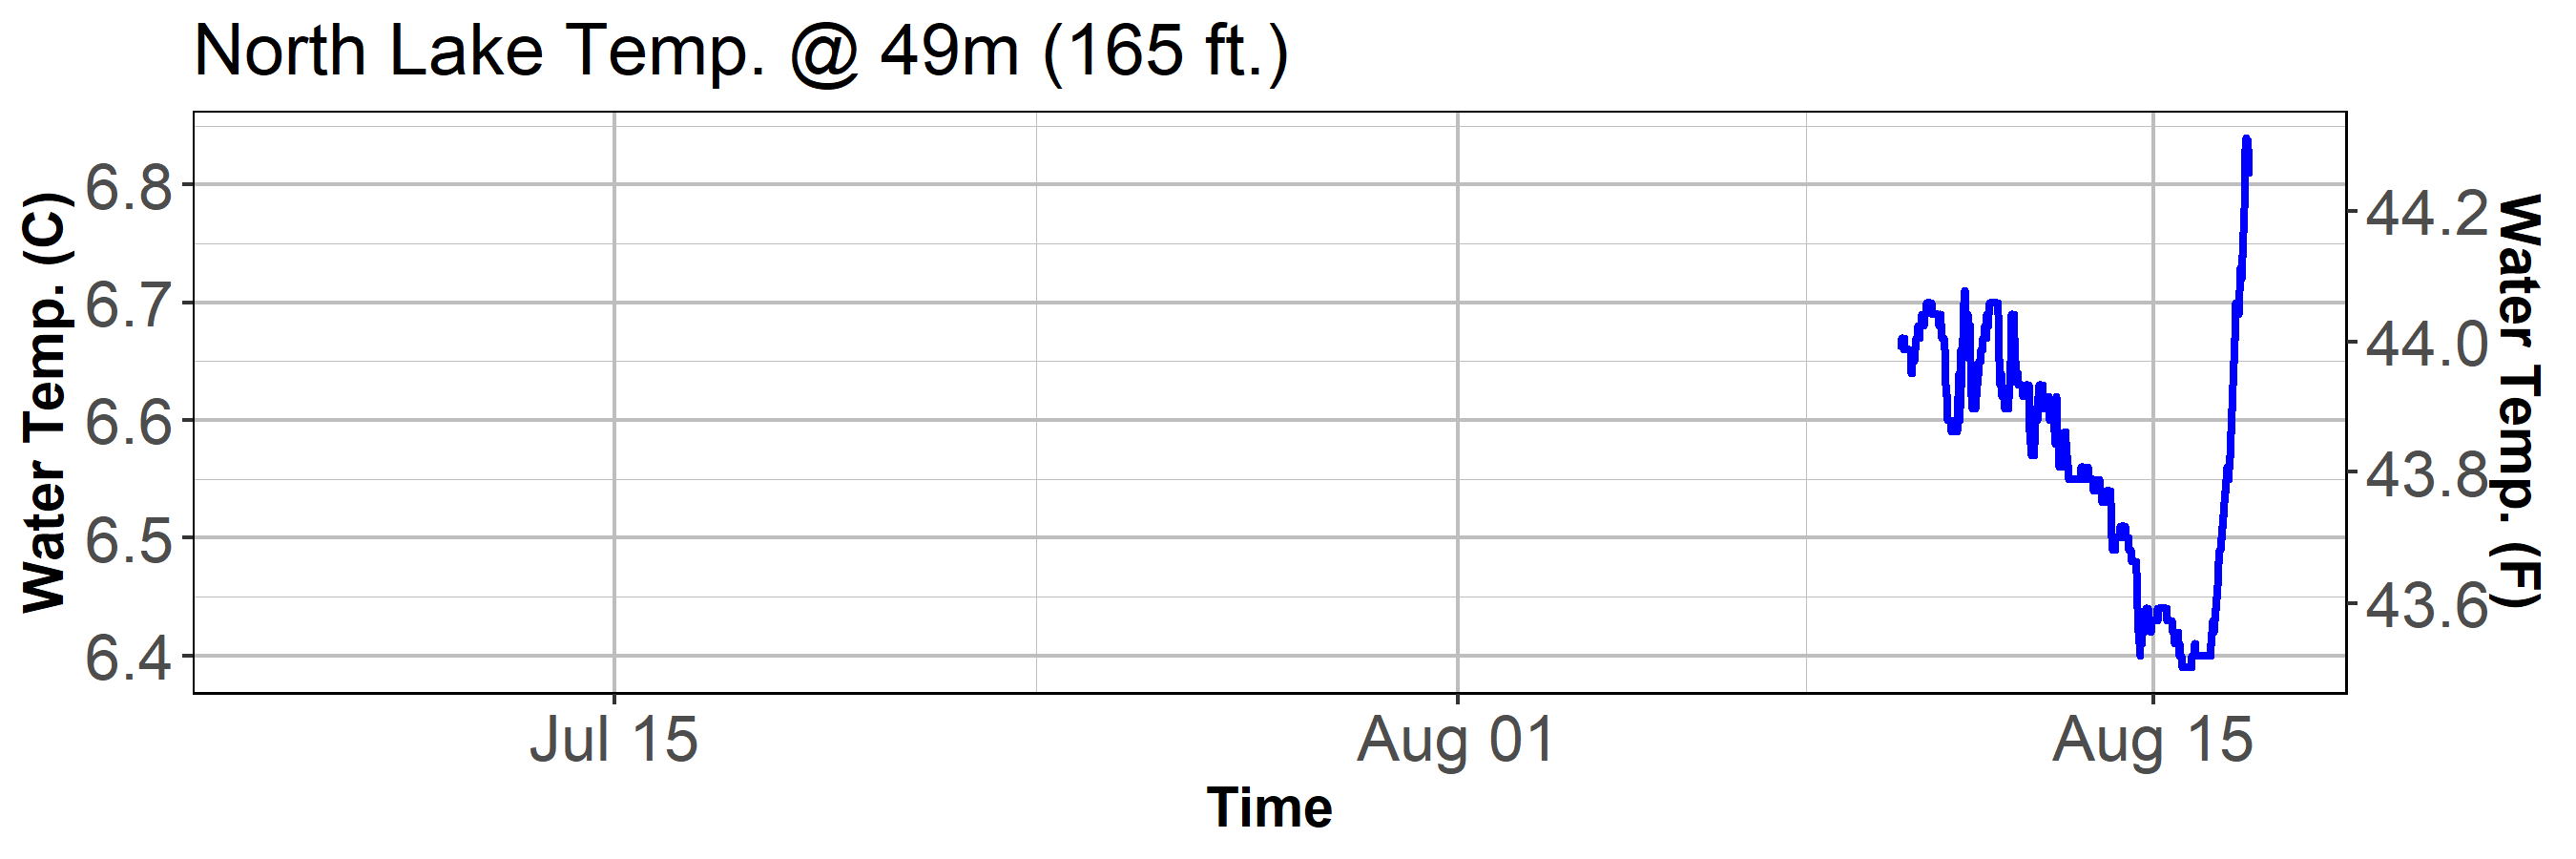 North Lake Temp. @ 49m (165 ft.)
Water Temp. (C)
6.8
6.7
6.6
6.5
6.4
44.2
44.0
43.8
43.6
Water Temp. (F)
Jul 15 Aug 01 Aug 15
Time